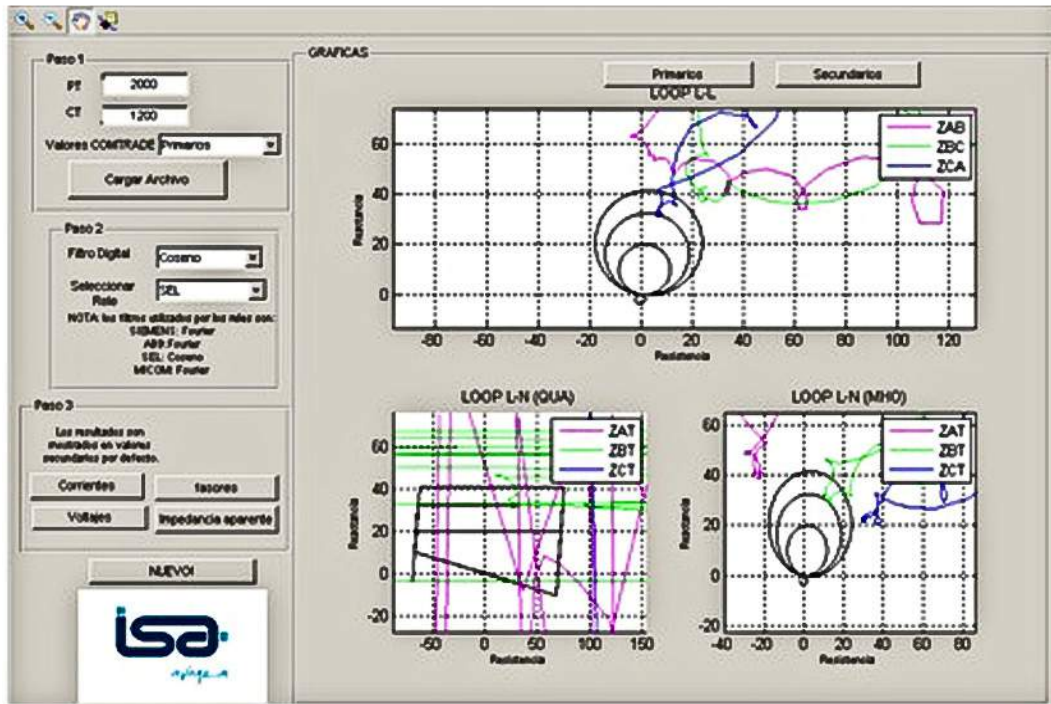 Paso 1
PT 2000
CT 1200
Valores COMTRADE Primarios
Cargar Archivo
Paso 2
Filtro Digital Coseno
Seleccionar Rele SEL
NOTA: los filtros utilizados por los reles son:
SIEMENS: Fourier
ABB:Fourier
SEL: Coseno
MICOM: Fourier
Paso 3
Los resultados son
mostrados en valores
secundarios por defecto.
Corrientes fasores
Voltajes Impedancia aparente
NUEVO!
isa
GRAFICAS
Primarios Secundarios
LOOP L-L
ZAB
ZBC
ZCA
60
40
20
0
-80 -60 -40 -20 0 20 40 60 80 100 120
Resistencia
LOOP L-N (QUA)
ZAT
ZBT
ZCT
60
40
20
0
-20
-50 0 50 100 150
Resistencia
LOOP L-N (MHO)
ZAT
ZBT
ZCT
60
40
20
0
-20
-40 -20 0 20 40 60 80
Resistencia